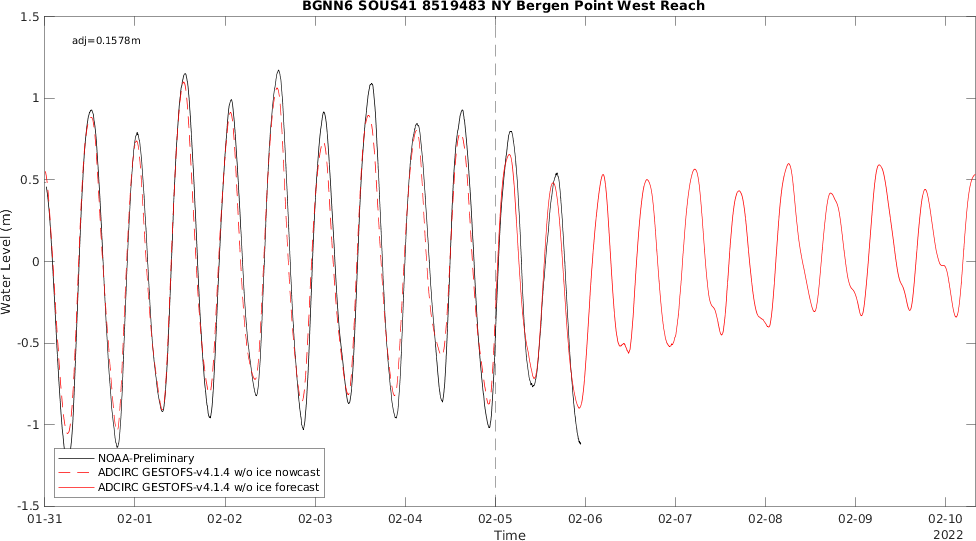 BGNN6 SOUS41 8519483 NY Bergen Point West Reach
1.5
adj=0.1578m
1
0.5
0
-0.5
-1
-1.5
Water Level (m)
NOAA-Preliminary
ADCIRC GESTOFS-v4.1.4 w/o ice nowcast
ADCIRC GESTOFS-v4.1.4 w/o ice forecast
01-31 02-01 02-02 02-03 02-04 02-05 02-06 02-07 02-08 02-09 02-10
Time
2022